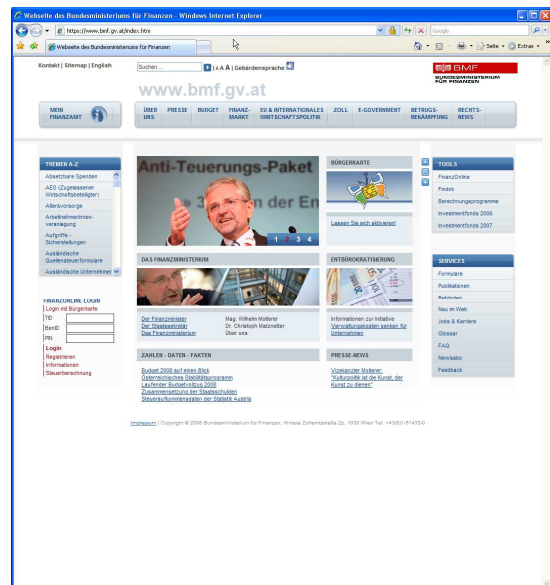 Webseite des Bundesministeriums für Finanzen - Windows Internet Explorer
https://www.bmf.gv.at/index.htm
Google
Webseite des Bundesministeriums für Finanzen
Seite
Extras
Kontakt | Sitemap | English
Suchen ...
| A A A | Gebärdensprache
BMF
BUNDESMINISTERIUM
FÜR FINANZEN
www.bmf.gv.at
MEIN
FINANZAMT
ÜBER
UNS
PRESSE
BUDGET
FINANZ-
MARKT
EU & INTERNATIONALES
WIRTSCHAFTSPOLITIK
ZOLL
E-GOVERNMENT
BETRUGS-
BEKÄMPFUNG
RECHTS-
NEWS
THEMEN A-Z
Absetzbare Spenden
AEO (Zugelassener
Wirtschaftsbeteiligter)
Altersvorsorge
ArbeitnehmerInnen-
veranlagung
Aufgriffs -
Sicherstellungen
Ausländische
Quellensteuerformulare
Ausländische Unternehmer
FINANZONLINE LOGIN
Login mit Bürgerkarte
TID
BenID
PIN
Login
Registrieren
Informationen
Steuerberechnung
Anti-Teuerungs-Paket
» 3
n der En
1 2 3 4
BÜRGERKARTE
Lassen Sie sich aktivieren!
DAS FINANZMINISTERIUM
Der Finanzminister Mag. Wilhelm Molterer
Der Staatssekretär Dr. Christoph Matznetter
Das Finanzministerium Über uns
ENTBÜROKRATISIERUNG
Informationen zur Initiative
Verwaltungskosten senken für
Unternehmen
ZAHLEN - DATEN - FAKTEN
Budget 2008 auf einen Blick
Österreichisches Stabilitätsprogramm
Laufender Budgetvollzug 2008
Zusammensetzung der Staatsschulden
Steueraufkommensdaten der Statistik Austria
PRESSE-NEWS
Vizekanzler Molterer:
"Kulturpolitik ist die Kunst, der
Kunst zu dienen"
TOOLS
FinanzOnline
Findok
Berechnungsprogramme
Investmentfonds 2008
Investmentfonds 2007
SERVICES
Formulare
Publikationen
Behörden
Neu im Web
Jobs & Karriere
Glossar
FAQ
Newsabo
Feedback
Impressum | Copyright © 2008 Bundesministerium für Finanzen, Hintere Zollamtsstraße 2b, 1030 Wien Tel. +43(0)1-51433-0